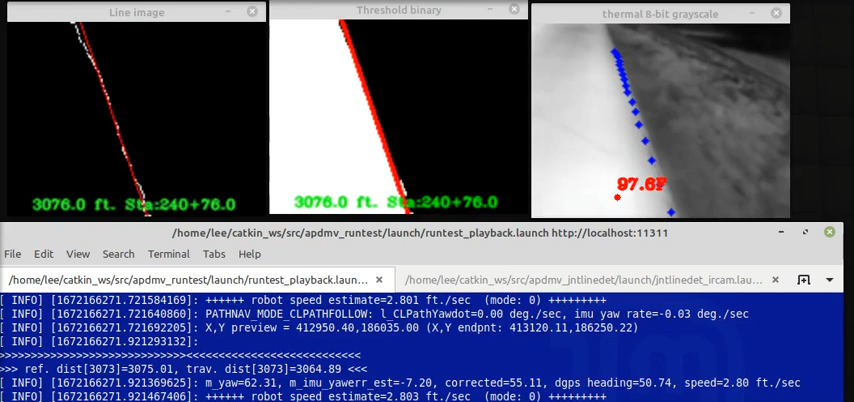 Line image
Threshold binary
thermal 8-bit grayscale
3076.0 ft. Sta:240+76.0
3076.0 ft. Sta:240+76.0
97.6F
/home/lee/catkin_ws/src/apdmv_runtest/launch/runtest_playback.launch http://localhost:11311
File Edit View Search Terminal Tabs Help
/home/lee/catkin_ws/src/apdmv_runtest/launch/runtest_playback.laun...
/home/lee/catkin_ws/src/apdmv_jntlinedet/launch/jntlinedet_ircam.lau...
[ INFO] [1672166271.721584169]: ++++++ robot speed estimate=2.801 ft./sec (mode: 0) +++++++++
[ INFO] [1672166271.721640860]: PATHNAV_MODE_CLPATHFOLLOW: l_CLPathYawdot=0.00 deg./sec, imu yaw rate=-0.03 deg./sec
[ INFO] [1672166271.721692205]: X,Y preview = 412950.40,186035.00 (X,Y endpnt: 413120.11,186250.22)
[ INFO] [1672166271.921293132]:
>>>>>>>>>>>>>>>>>>>>>>>>>>>>>><<<<<<<<<<<<<<<<<<<<<<<<<<<<
>>> ref. dist[3073]=3075.01, trav. dist[3073]=3064.89 <<<
[ INFO] [1672166271.921369625]: m_yaw=62.31, m_imu_yawerr_est=-7.20, corrected=55.11, dgps heading=50.74, speed=2.80 ft./sec
[ INFO] [1672166271.921467406]: ++++++ robot speed estimate=2.803 ft./sec (mode: 0) +++++++++